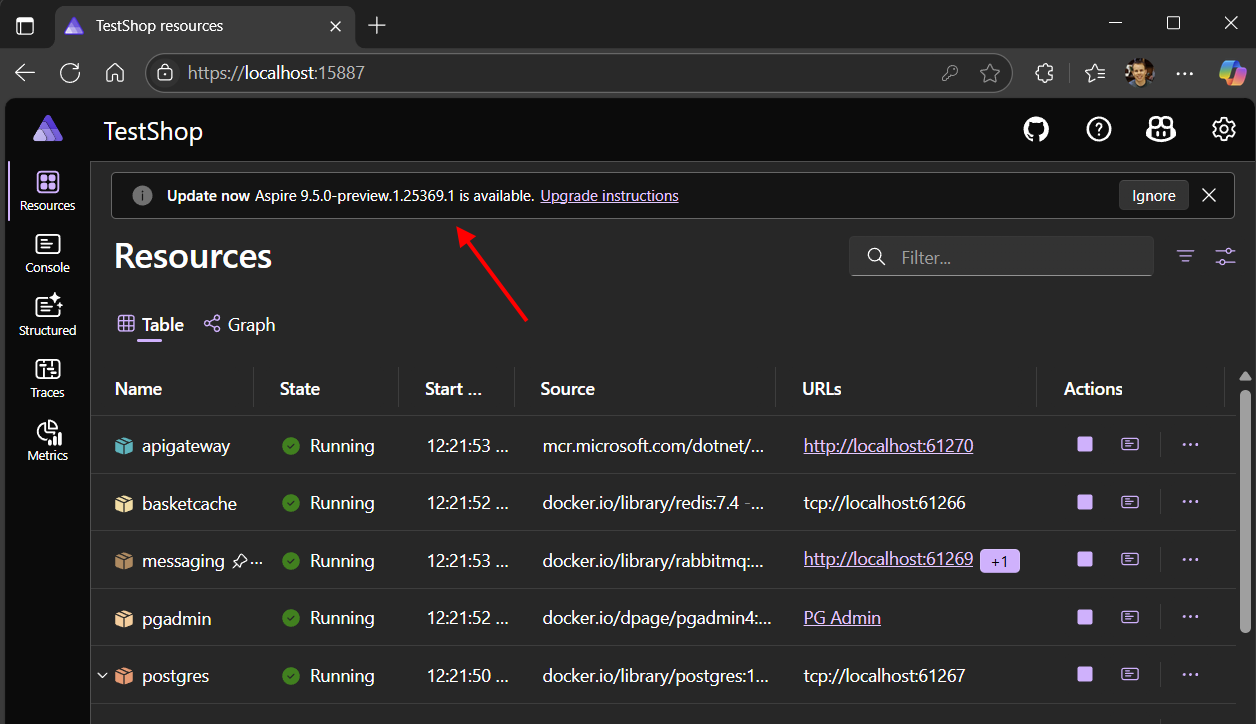 TestShop resources
https://localhost:15887
TestShop
Resources
Console
Structured
Traces
Metrics
Update now Aspire 9.5.0-preview.1.25369.1 is available. Upgrade instructions
Ignore
Resources
Filter...
Table Graph
Name State Start ... Source URLs Actions
apigateway Running 12:21:53 ... mcr.microsoft.com/dotnet/... http://localhost:61270
basketcache Running 12:21:52 ... docker.io/library/redis:7.4 -... tcp://localhost:61266
messaging ... Running 12:21:53 ... docker.io/library/rabbitmq:... http://localhost:61269 +1
pgadmin Running 12:21:52 ... docker.io/dpage/pgadmin4:... PG Admin
postgres Running 12:21:50 ... docker.io/library/postgres:1... tcp://localhost:61267